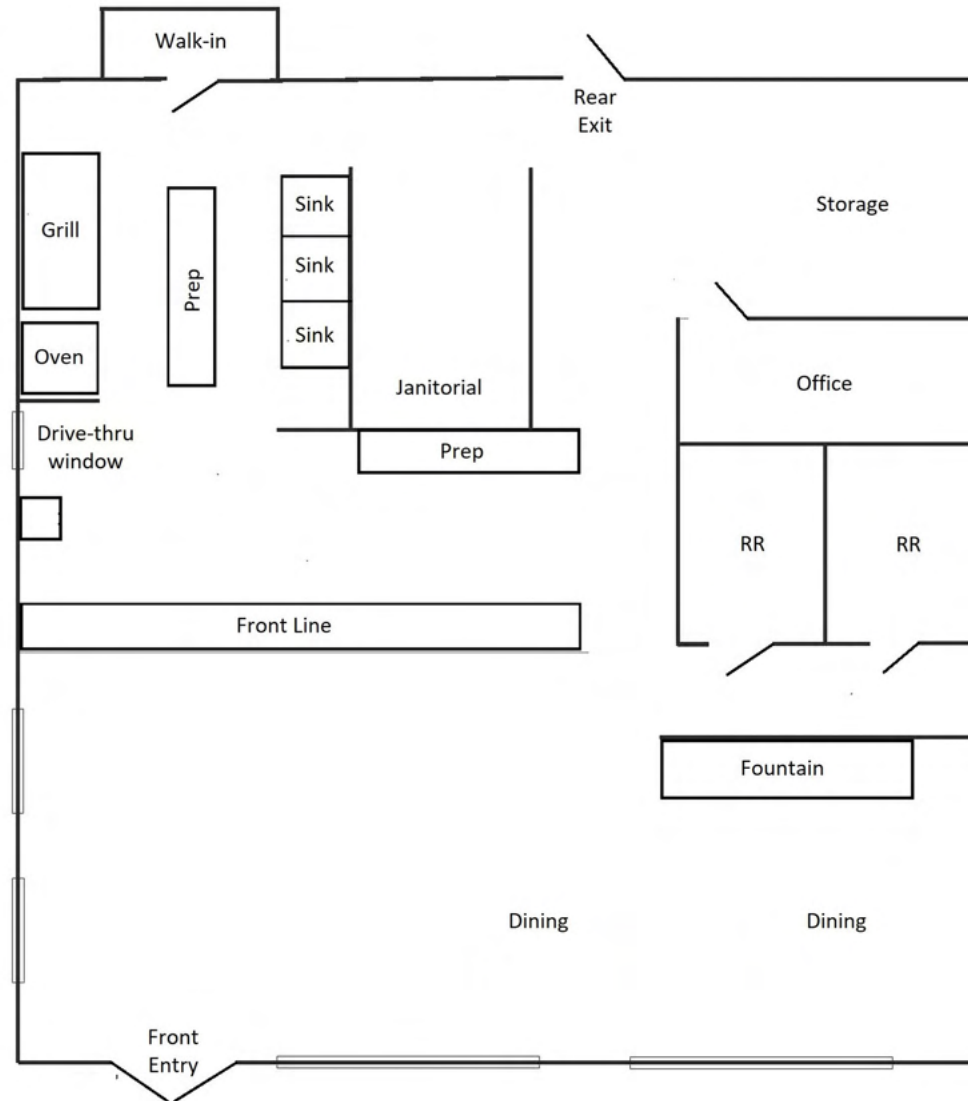 Walk-in
Rear
Exit
Storage
Grill
Prep
Sink
Sink
Sink
Oven
Janitorial
Office
Drive-thru
window
Prep
RR
RR
Front Line
Fountain
Dining
Dining
Front
Entry